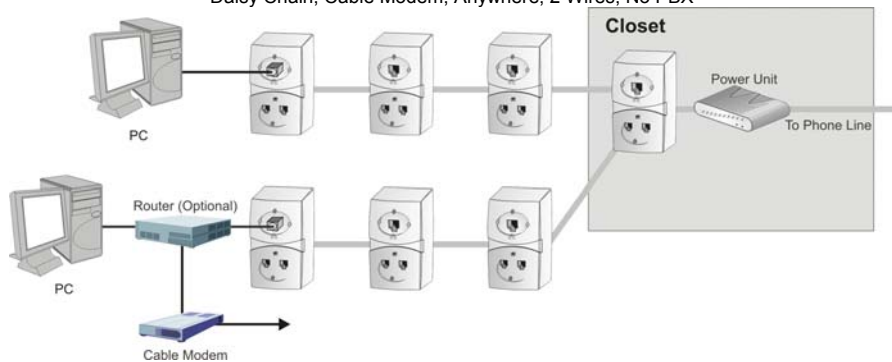 Daisy Chain, Cable Modem, Anywhere, 2 Wires, No PBX
Closet
Power Unit
To Phone Line
PC
Router (Optional)
PC
Cable Modem